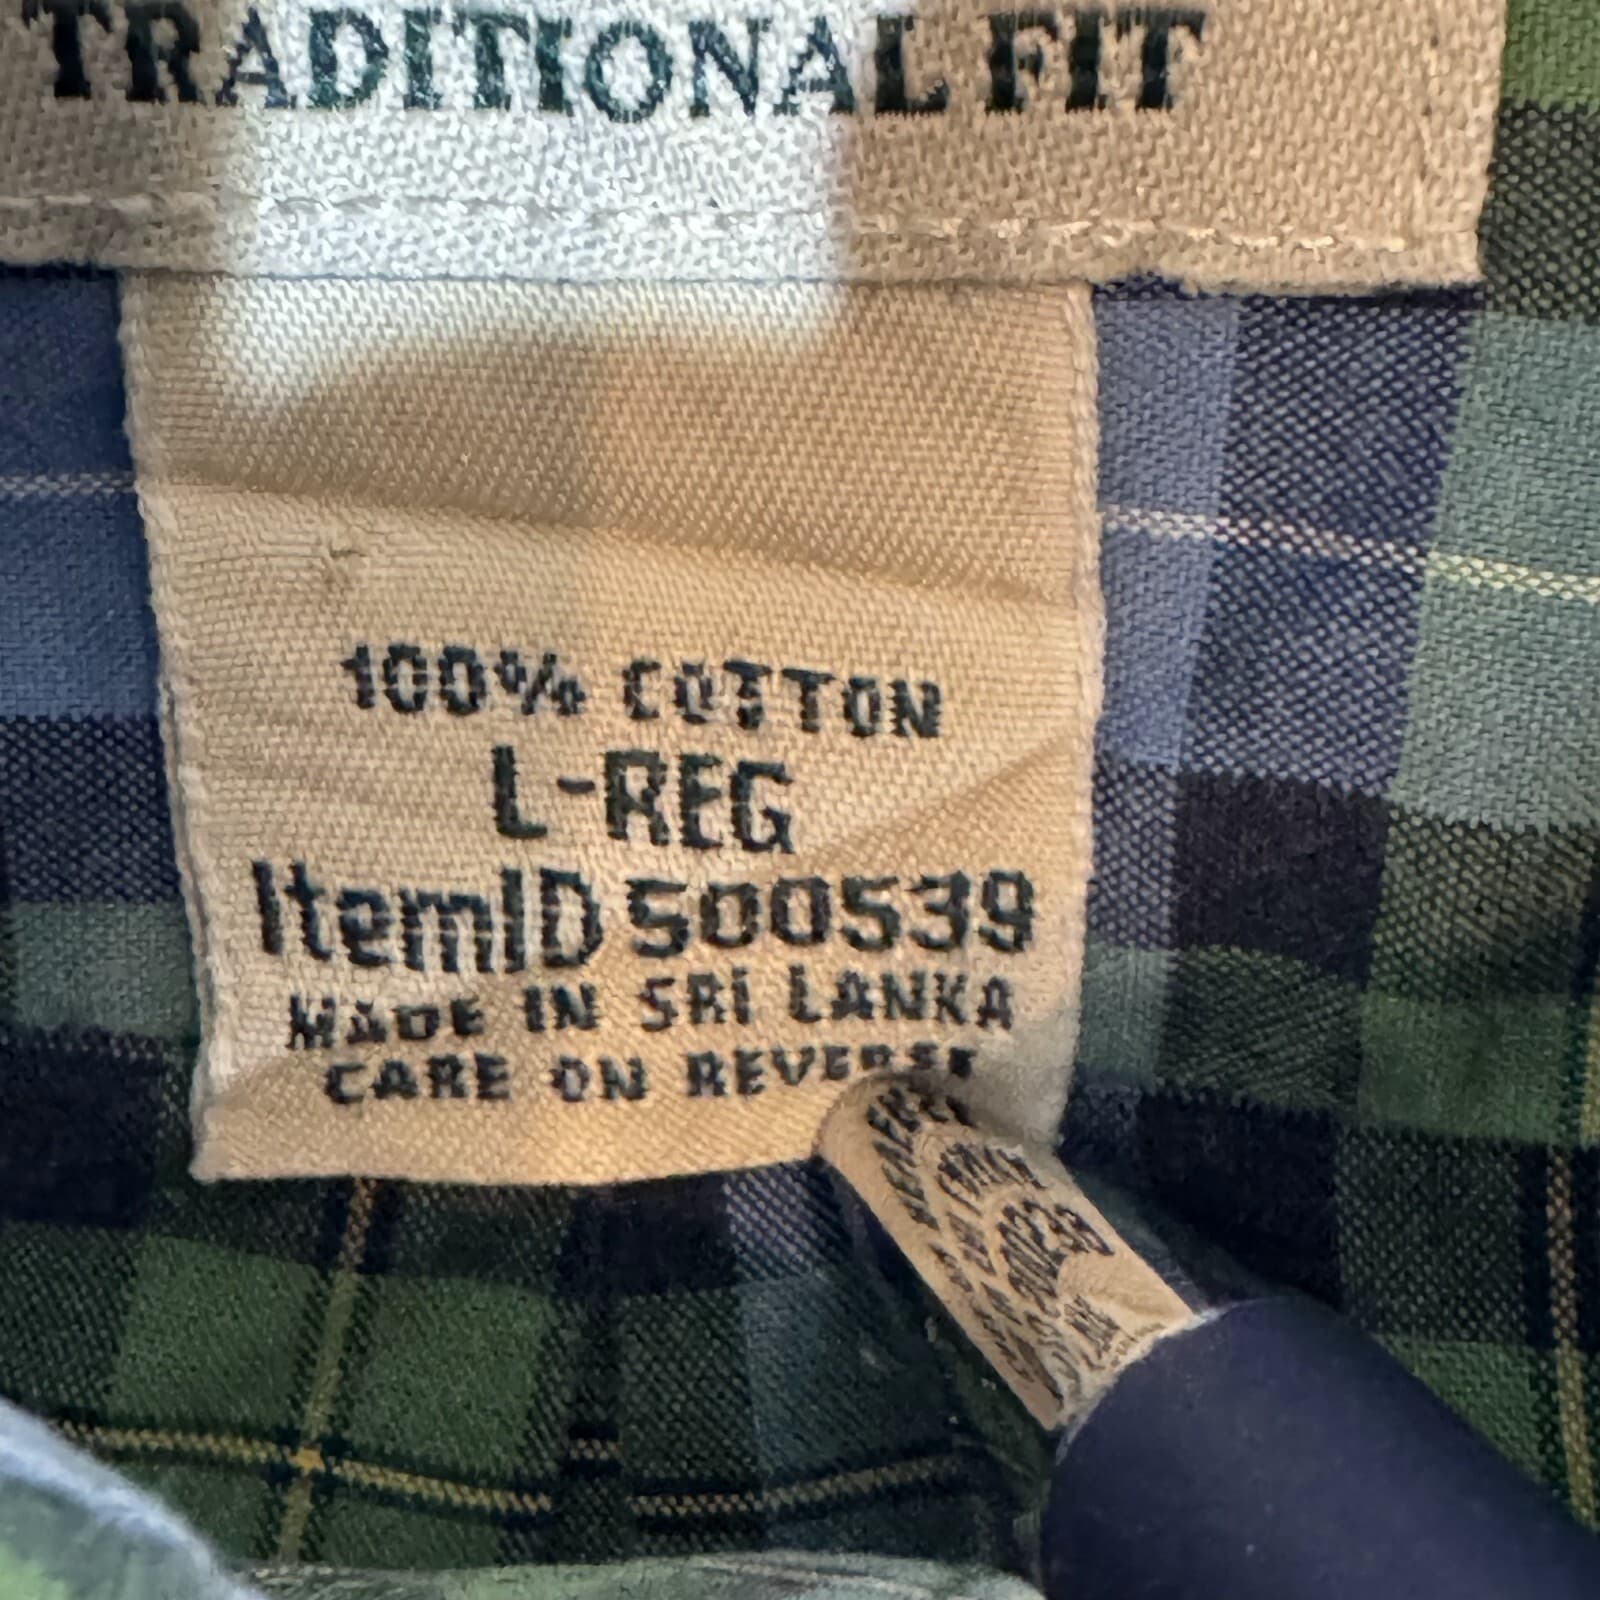 TRADITIONAL FIT
100% COTTON
L-REG
ItemID 500539
MADE IN SRI LANKA
CARE ON REVERSE